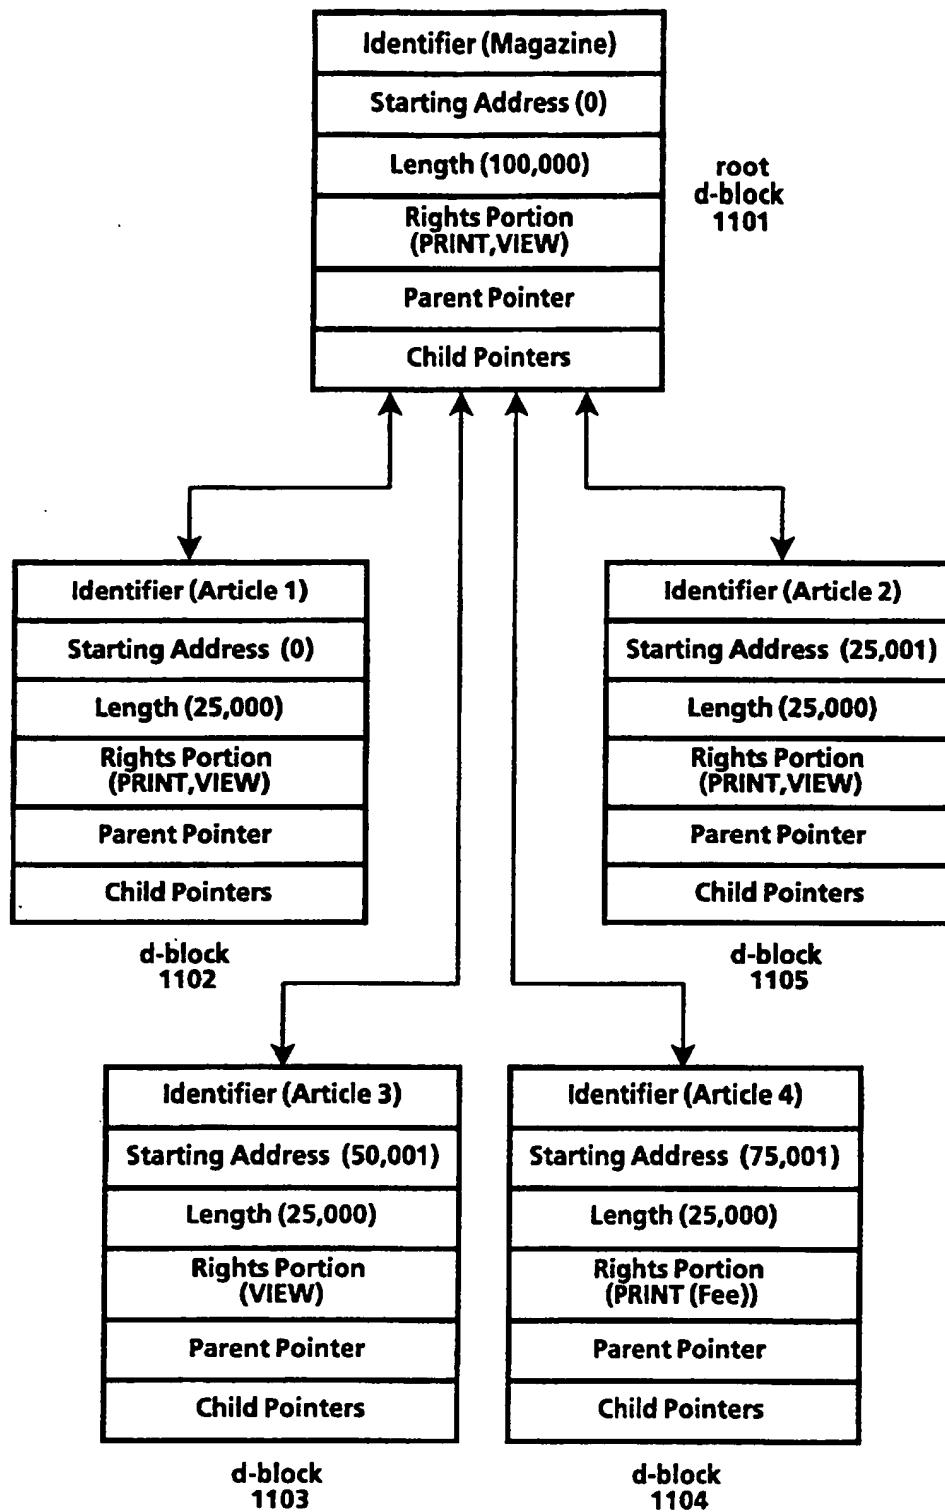 Identifier (Magazine)
Starting Address (0)
Length (100,000)
Rights Portion
(PRINT,VIEW)
Parent Pointer
Child Pointers
root
d-block
1101
Identifier (Article 1)
Starting Address (0)
Length (25,000)
Rights Portion
(PRINT,VIEW)
Parent Pointer
Child Pointers
d-block
1102
Identifier (Article 2)
Starting Address (25,001)
Length (25,000)
Rights Portion
(PRINT,VIEW)
Parent Pointer
Child Pointers
d-block
1105
Identifier (Article 3)
Starting Address (50,001)
Length (25,000)
Rights Portion
(VIEW)
Parent Pointer
Child Pointers
d-block
1103
Identifier (Article 4)
Starting Address (75,001)
Length (25,000)
Rights Portion
(PRINT (Fee))
Parent Pointer
Child Pointers
d-block
1104